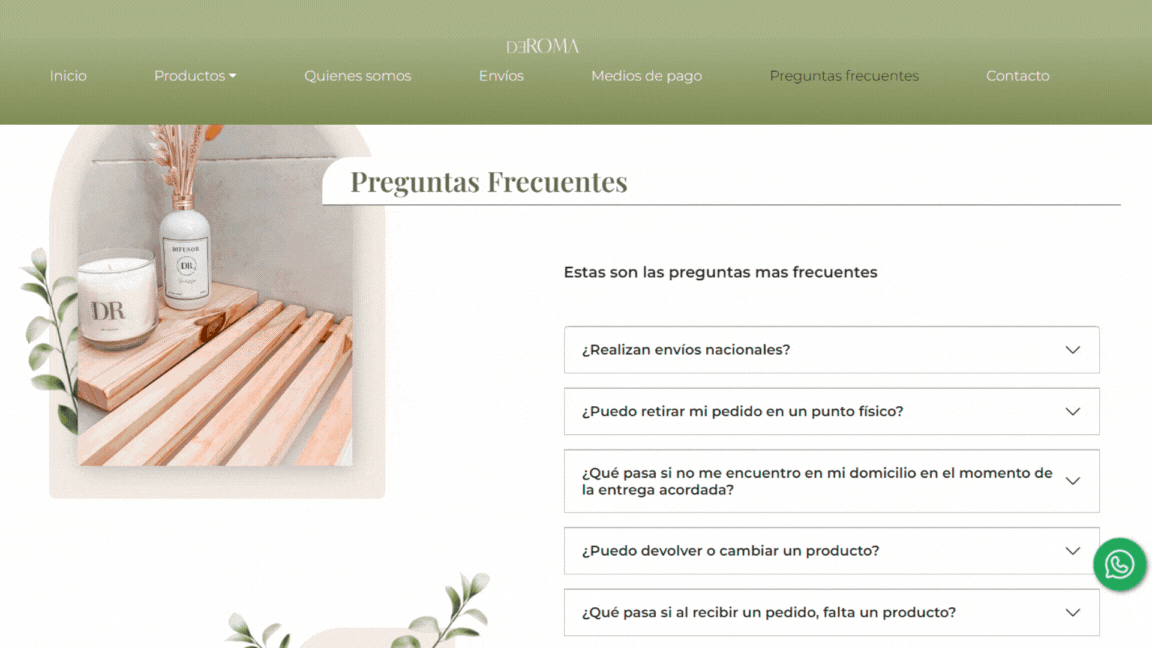 DEROMA
Inicio
Productos
Quienes somos
Envíos
Medios de pago
Preguntas frecuentes
Contacto
Preguntas Frecuentes
DIFUSOR
DR
DR
Estas son las preguntas mas frecuentes
¿Realizan envíos nacionales?
¿Puedo retirar mi pedido en un punto físico?
¿Qué pasa si no me encuentro en mi domicilio en el momento de
la entrega acordada?
¿Puedo devolver o cambiar un producto?
¿Qué pasa si al recibir un pedido, falta un producto?